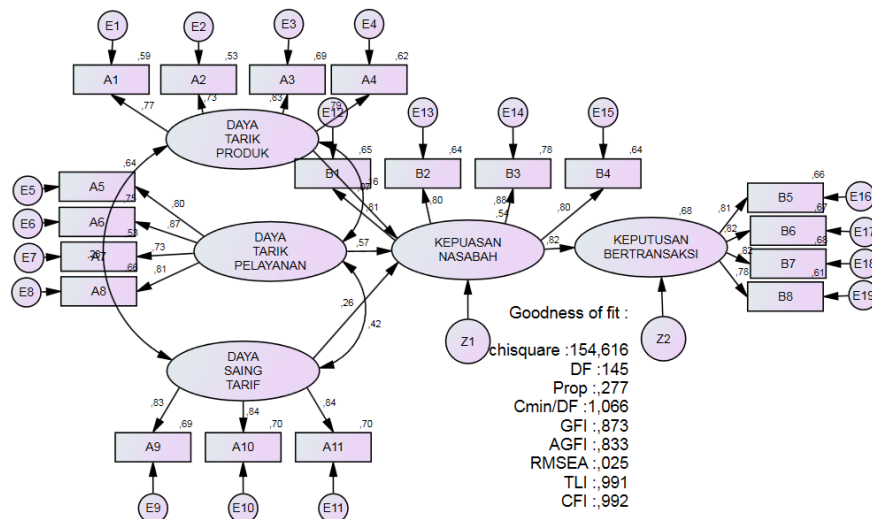 E1
E2
E3
E4
,59
,53
,69
,62
A1
A2
A3
A4
,77
,73
,83
,79
DAYA
TARIK
PRODUK
E12
E13
E14
E15
,65
,64
,78
,64
B1
B2
B3
B4
,07
,16
,81
,80
,88
,80
,64
E5
A5
,75
E6
A6
,53
E7
A7
,66
E8
A8
,80
,87
,73
,81
DAYA
TARIK
PELAYANAN
,57
,54
KEPUASAN
NASABAH
,82
,68
KEPUTUSAN
BERTRANSAKSI
,66
B5
E16
,67
B6
E17
,68
B7
E18
,61
B8
E19
,81
,82
,82
,78
,26
,42
Z1
Z2
DAYA
SAING
TARIF
,83
,84
,84
,69
,70
,70
A9
A10
A11
E9
E10
E11
Goodness of fit :
chisquare :154,616
DF :145
Prop :,277
Cmin/DF :1,066
GFI :,873
AGFI :,833
RMSEA :,025
TLI :,991
CFI :,992